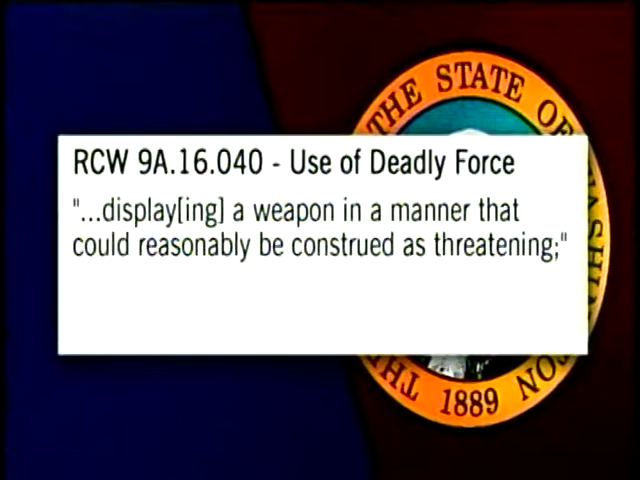 THE STATE OF
RCW 9A.16.040 - Use of Deadly Force
"...display[ing] a weapon in a manner that
could reasonably be construed as threatening;"
1889